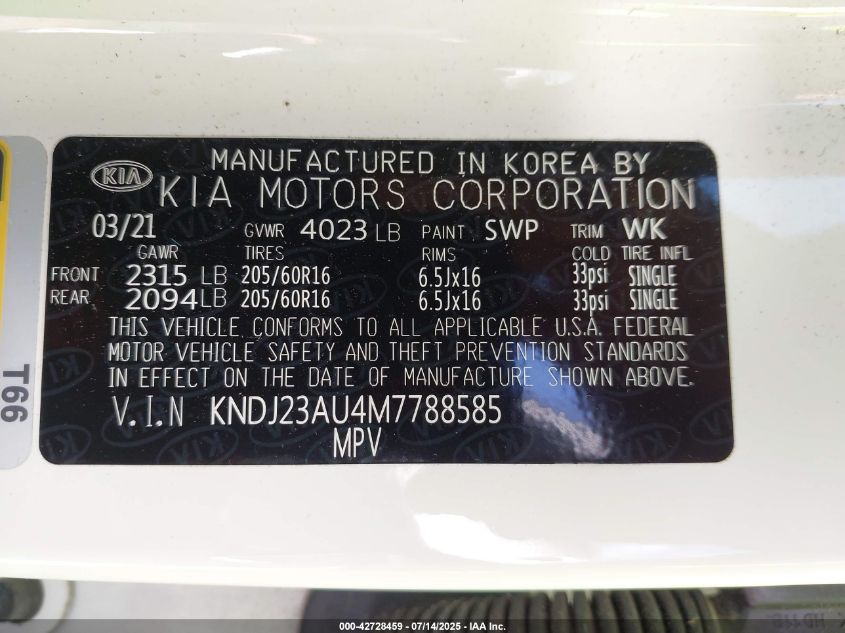 MANUFACTURED IN KOREA BY
KIA
KIA MOTORS CORPORATION
03/21 GVWR 4023 LB PAINT SWP TRIM WK
GAWR TIRES RIMS COLD TIRE INFL
FRONT 2315 LB 205/60R16 6.5Jx16 33psi SINGLE
REAR 2094 LB 205/60R16 6.5Jx16 33psi SINGLE
THIS VEHICLE CONFORMS TO ALL APPLICABLE U.S.A. FEDERAL
MOTOR VEHICLE SAFETY AND THEFT PREVENTION STANDARDS
IN EFFECT ON THE DATE OF MANUFACTURE SHOWN ABOVE.
V.I.N KNDJ23AU4M7788585
MPV
T66
000-42728459 - 07/14/2025 - IAA Inc.